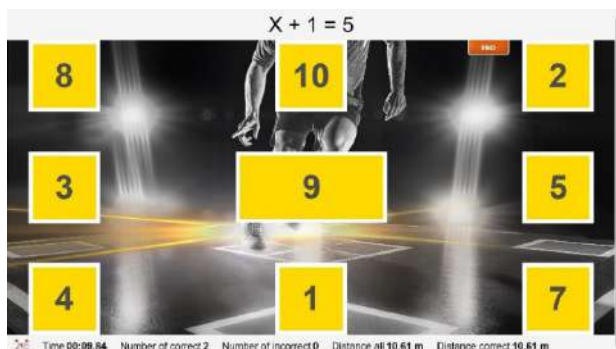 X + 1 = 5
END
8 10 2
3 9 5
4 1 7
Time 00:09.84 Number of correct 2 Number of incorrect 0 Distance all 10,61 m Distance correct 10,61 m